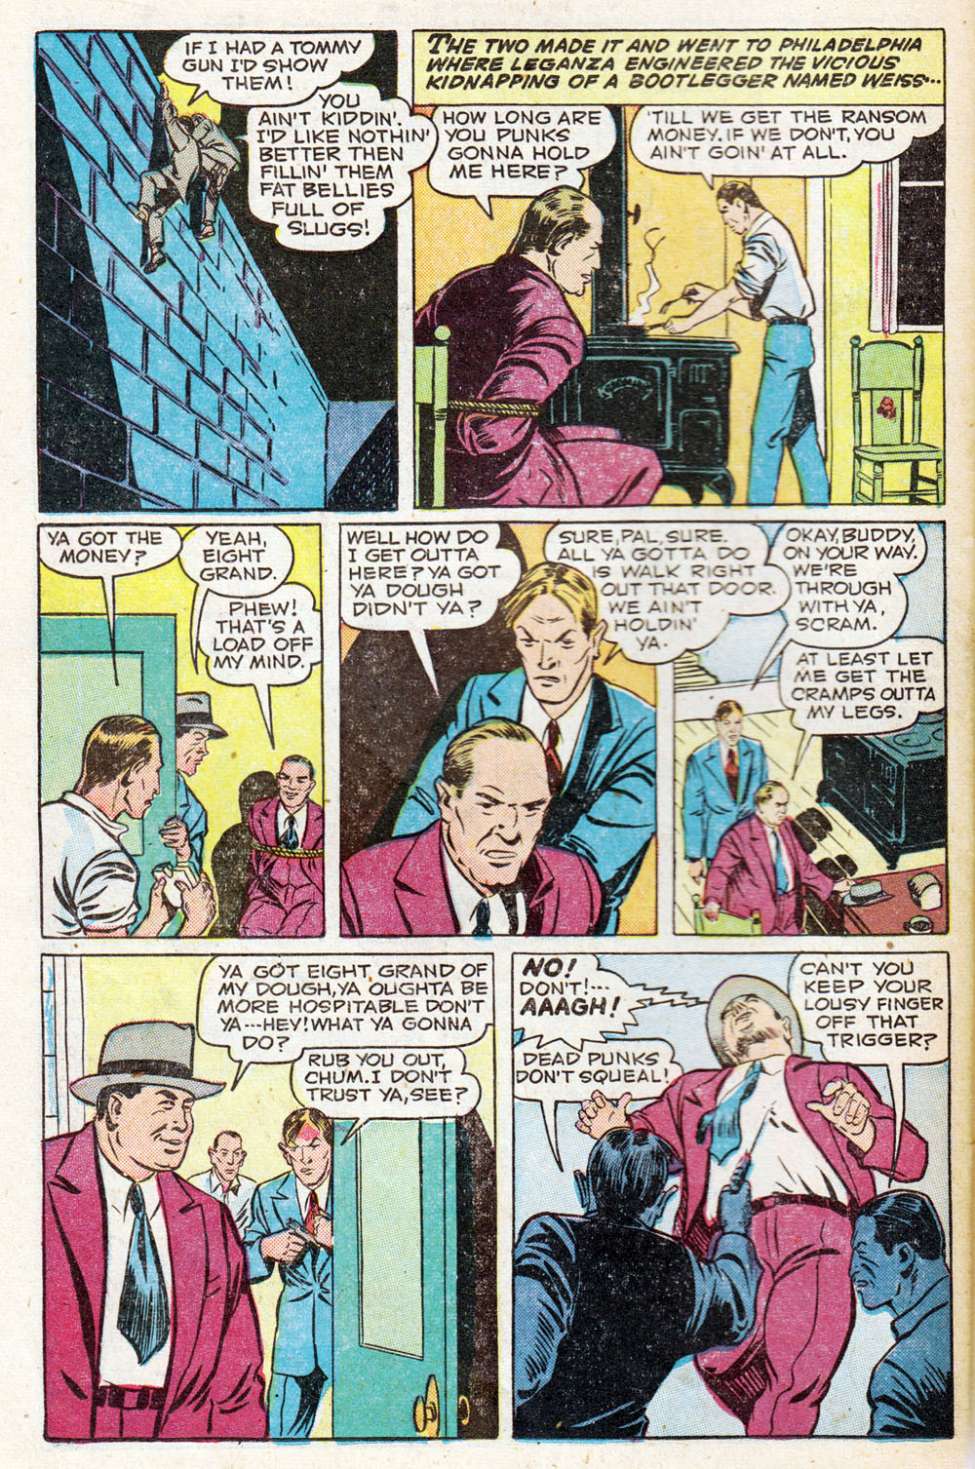 IF I HAD A TOMMY
GUN I'D SHOW
THEM!
YOU
AIN'T KIDDIN'.
I'D LIKE NOTHIN'
BETTER THEN
FILLIN' THEM
FAT BELLIES
FULL OF
SLUGS!
THE TWO MADE IT AND WENT TO PHILADELPHIA
WHERE LEGANZA ENGINEERED THE VICIOUS
KIDNAPPING OF A BOOTLEGGER NAMED WEISS...
HOW LONG ARE
YOU PUNKS
GONNA HOLD
ME HERE?
'TILL WE GET THE RANSOM
MONEY. IF WE DON'T, YOU
AIN'T GOIN' AT ALL.
YA GOT THE
MONEY?
YEAH,
EIGHT
GRAND.
PHEW!
THAT'S A
LOAD OFF
MY MIND.
WELL HOW DO
I GET OUTTA
HERE? YA GOT
YA DOUGH
DIDN'T YA?
SURE, PAL, SURE.
ALL YA GOTTA DO
IS WALK RIGHT
OUT THAT DOOR.
WE AIN'T
HOLDIN'
YA.
OKAY, BUDDY,
ON YOUR WAY.
WE'RE
THROUGH
WITH YA,
SCRAM.
AT LEAST LET
ME GET THE
CRAMPS OUTTA
MY LEGS.
YA GOT EIGHT GRAND OF
MY DOUGH, YA OUGHTA BE
MORE HOSPITABLE DON'T
YA---HEY! WHAT YA GONNA
DO?
RUB YOU OUT,
CHUM. I DON'T
TRUST YA, SEE?
NO!
DON'T!---
AAAGH!
DEAD PUNKS
DON'T SQUEAL!
CAN'T YOU
KEEP YOUR
LOUSY FINGER
OFF THAT
TRIGGER?